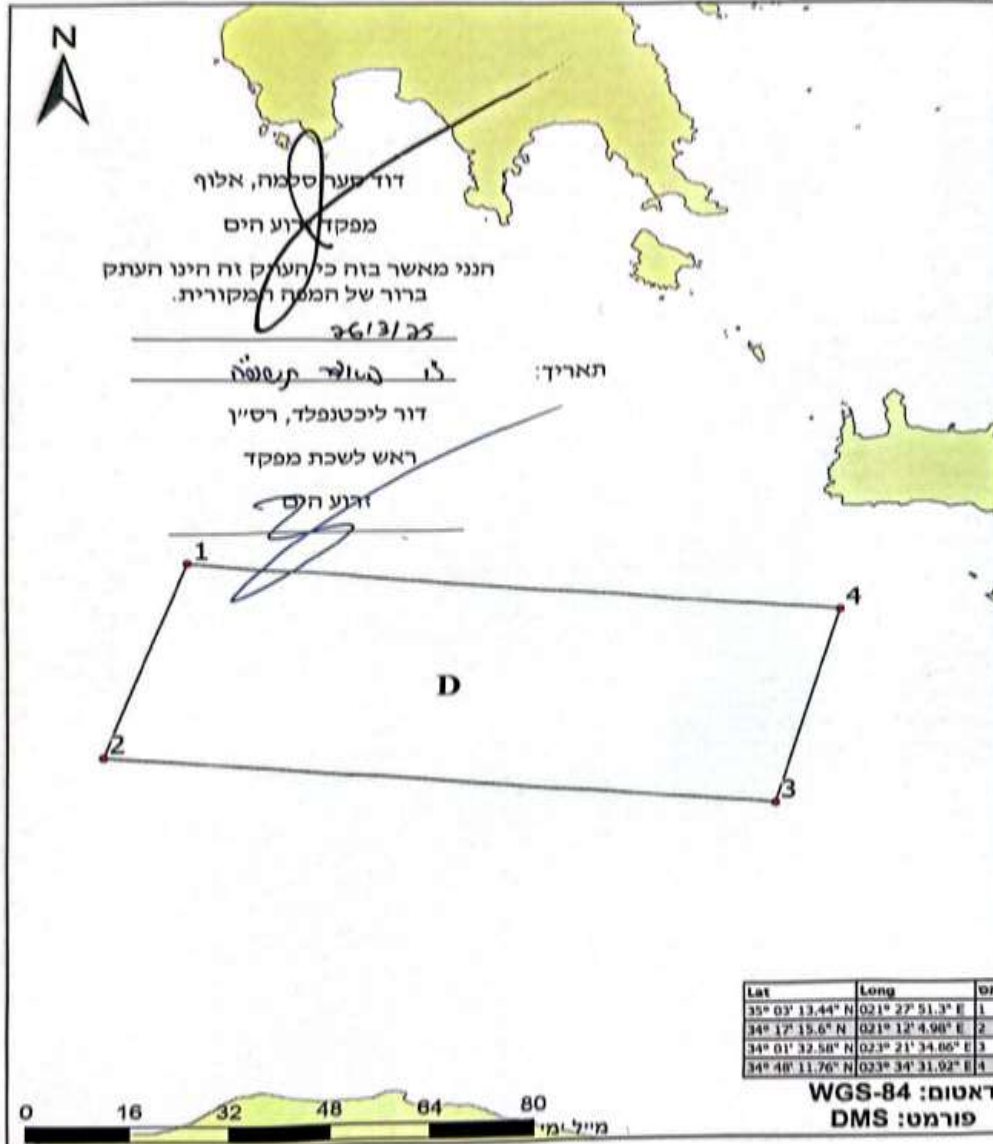 N
דוד סער סלמה, אלוף
מפקד זרוע הים
הנני מאשר בזה כי העתק זה הינו העתק
ברור של המפה המקורית.
26/3/25
תאריך:
דור ליכטנפלד, רס״ן
ראש לשכת מפקד
זרוע הים
1
4
D
2
3
Lat Long
35° 03' 13.44" N 021° 27' 51.3" E 1
34° 17' 15.6" N 021° 12' 4.98" E 2
34° 01' 32.58" N 023° 21' 34.86" E 3
34° 48' 11.76" N 023° 34' 31.92" E 4
דאטום: WGS-84
פורמט: DMS
0 16 32 48 64 80
מייל ימי